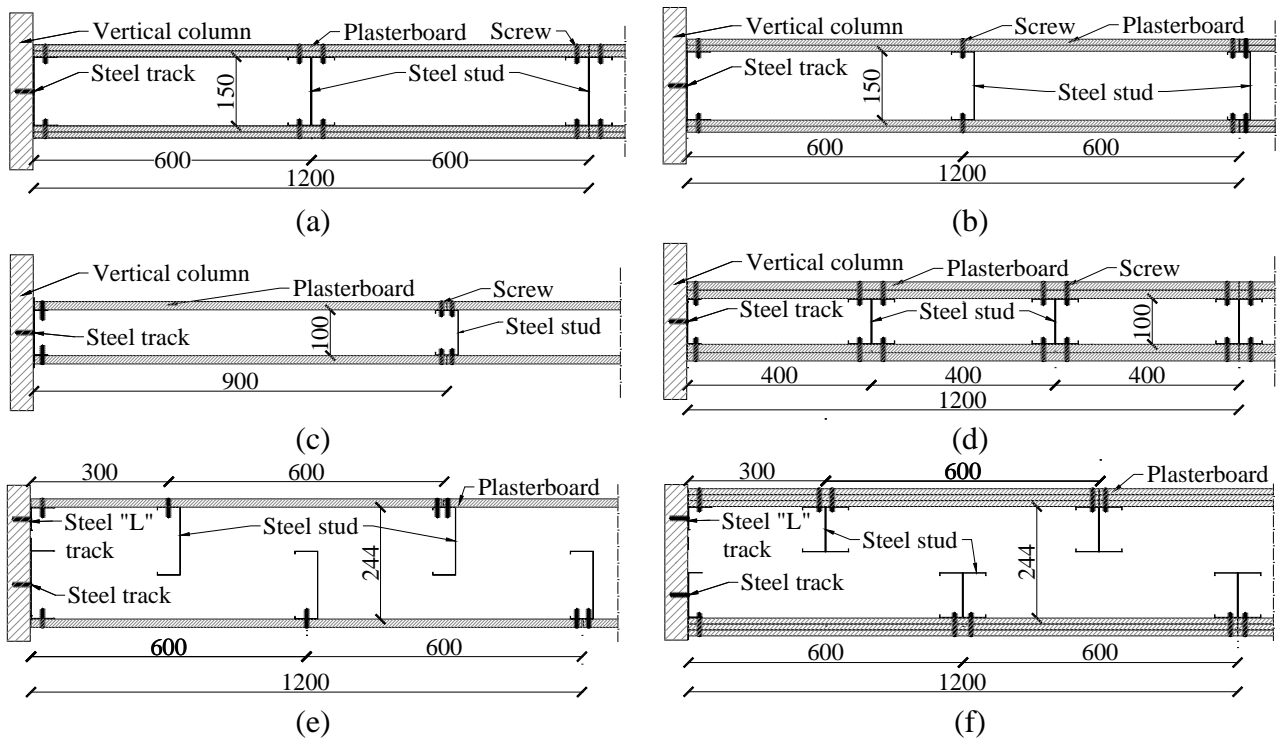 Vertical column
Plasterboard
Screw
Steel track
Steel stud
150
600
600
1200
(a)
Vertical column
Screw
Plasterboard
Steel track
Steel stud
150
600
600
1200
(b)
Vertical column
Plasterboard
Screw
Steel track
100
Steel stud
900
(c)
Vertical column
Plasterboard
Screw
Steel track
Steel stud
100
400
400
400
1200
(d)
300
600
Plasterboard
Steel "L"
track
Steel stud
244
Steel track
600
600
1200
(e)
300
600
Plasterboard
Steel "L"
track
Steel stud
244
Steel track
600
600
1200
(f)